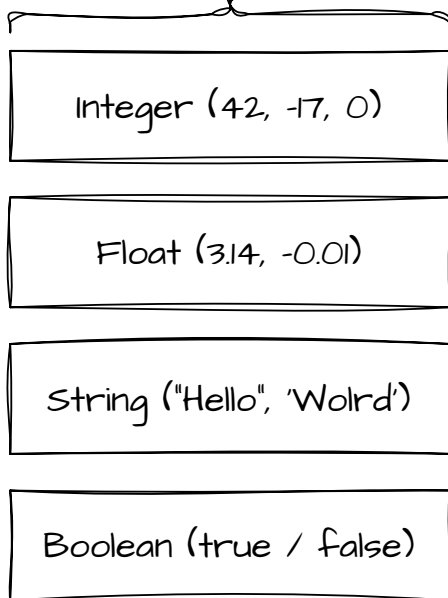 Integer (42, -17, 0)
Float (3.14, -0.01)
String ("Hello", 'Wolrd')
Boolean (true / false)